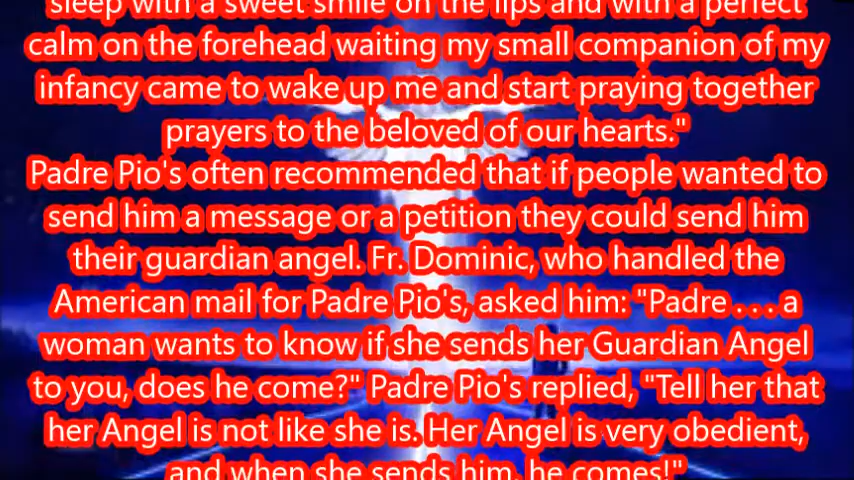 sleep with a sweet smile on the lips and with a perfect
calm on the forehead waiting my small companion of my
infancy came to wake up me and start praying together
prayers to the beloved of our hearts."
Padre Pio's often recommended that if people wanted to
send him a message or a petition they could send him
their guardian angel. Fr. Dominic, who handled the
American mail for Padre Pio's, asked him: "Padre . . . a
woman wants to know if she sends her Guardian Angel
to you, does he come?" Padre Pio's replied, "Tell her that
her Angel is not like she is. Her Angel is very obedient,
and when she sends him, he comes!"